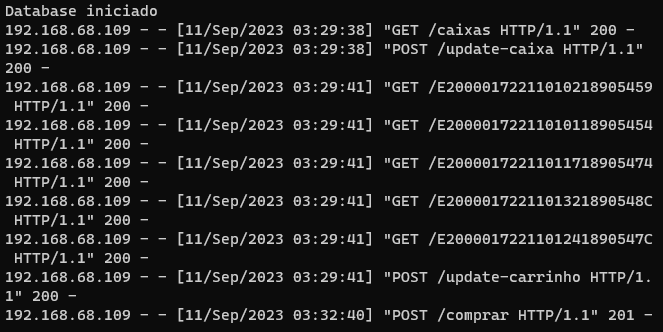 Database iniciado
192.168.68.109 - - [11/Sep/2023 03:29:38] "GET /caixas HTTP/1.1" 200 -
192.168.68.109 - - [11/Sep/2023 03:29:38] "POST /update-caixa HTTP/1.1"
200 -
192.168.68.109 - - [11/Sep/2023 03:29:41] "GET /E20000172211010218905459
HTTP/1.1" 200 -
192.168.68.109 - - [11/Sep/2023 03:29:41] "GET /E20000172211010118905454
HTTP/1.1" 200 -
192.168.68.109 - - [11/Sep/2023 03:29:41] "GET /E20000172211011718905474
HTTP/1.1" 200 -
192.168.68.109 - - [11/Sep/2023 03:29:41] "GET /E2000017221101321890548C
HTTP/1.1" 200 -
192.168.68.109 - - [11/Sep/2023 03:29:41] "GET /E2000017221101241890547C
HTTP/1.1" 200 -
192.168.68.109 - - [11/Sep/2023 03:29:41] "POST /update-carrinho HTTP/1.
1" 200 -
192.168.68.109 - - [11/Sep/2023 03:32:40] "POST /comprar HTTP/1.1" 201 -